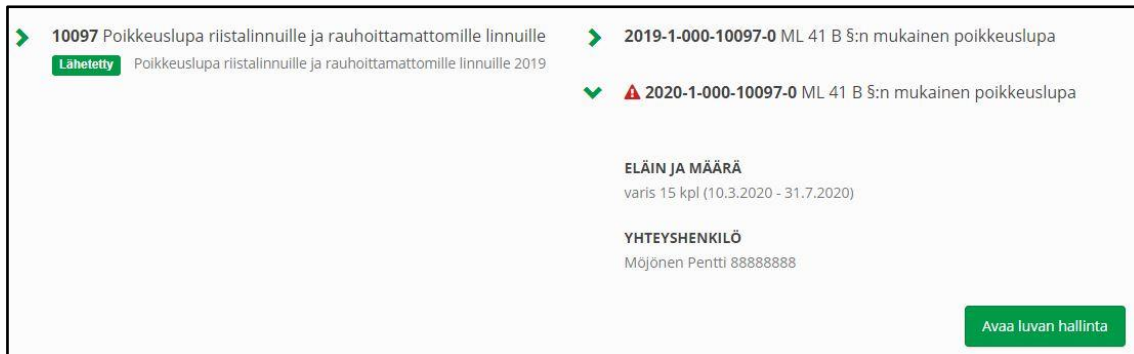 10097 Poikkeuslupa riistalinnuille ja rauhoittamattomle linnuille
Lähetetty Poikkeuslupa riistalinnuille ja rauhoittamattomille linnuille 2019
2019-1-000-10097-0 ML 41 B §:n mukainen poikkeuslupa
2020-1-000-10097-0 ML 41 B §:n mukainen poikkeuslupa
ELÄIN JA MÄÄRÄ
varis 15 kpl (10.3.2020 - 31.7.2020)
YHTEYSHENKILÖ
Möjönen Pentti 88888888
Avaa luvan hallinta